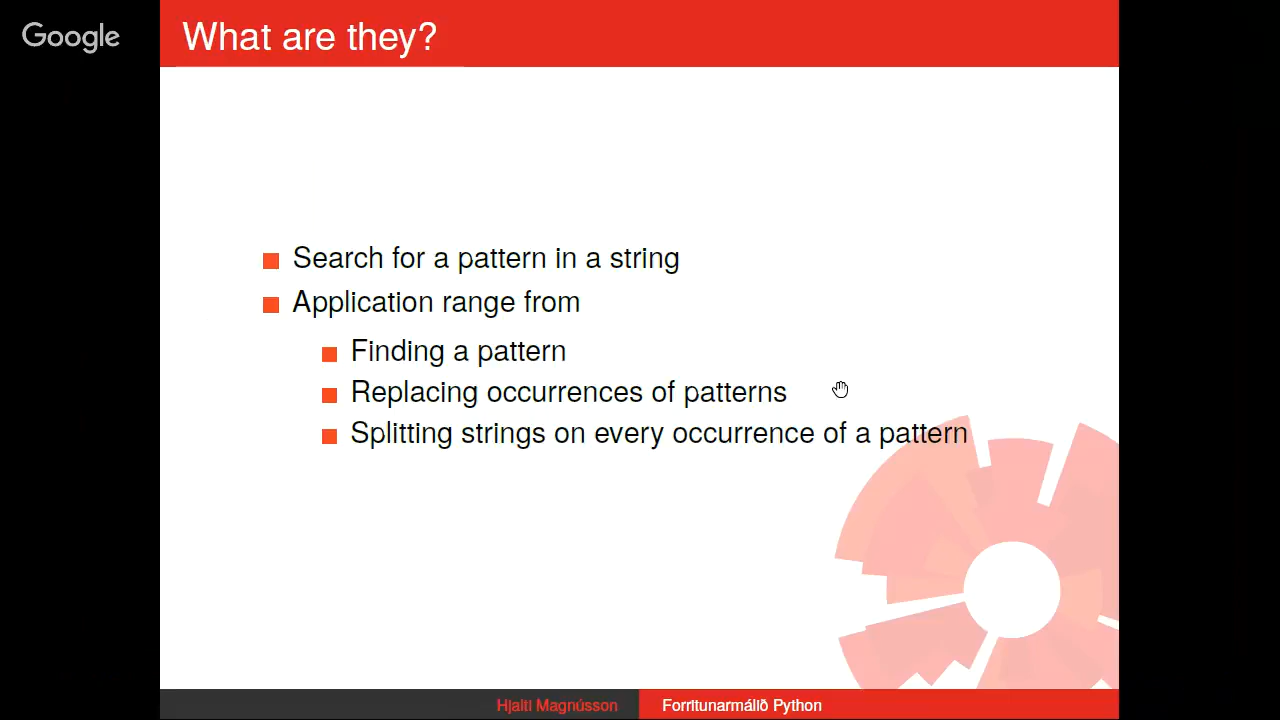 Google
What are they?
Search for a pattern in a string
Application range from
Finding a pattern
Replacing occurrences of patterns
Splitting strings on every occurrence of a pattern
Hjalti Magnússon
Forritunarmálið Python